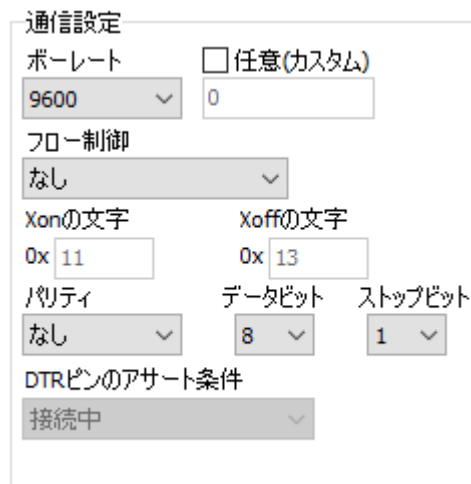 通信設定
ボーレート
任意(カスタム)
9600
0
フロー制御
なし
Xonの文字
Xoffの文字
0x 11
0x 13
パリティ
データビット
ストップビット
なし
8
1
DTRピンのアサート条件
接続中